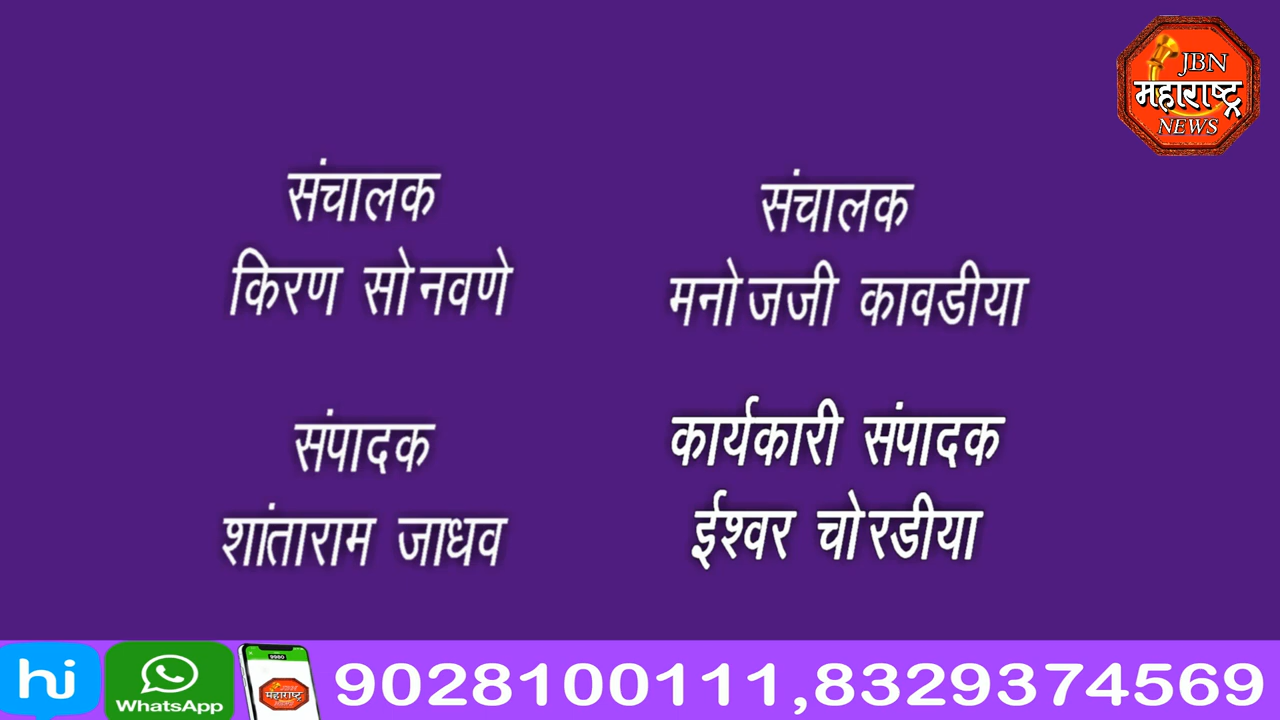 JBN
महाराष्ट्र
NEWS
संचालक
किरण सोनवणे
संचालक
मनोजजी कावडीया
संपादक
शांताराम जाधव
कार्यकारी संपादक
ईश्वर चोरडीया
hi
WhatsApp
महाराष्ट्र
9028100111,8329374569